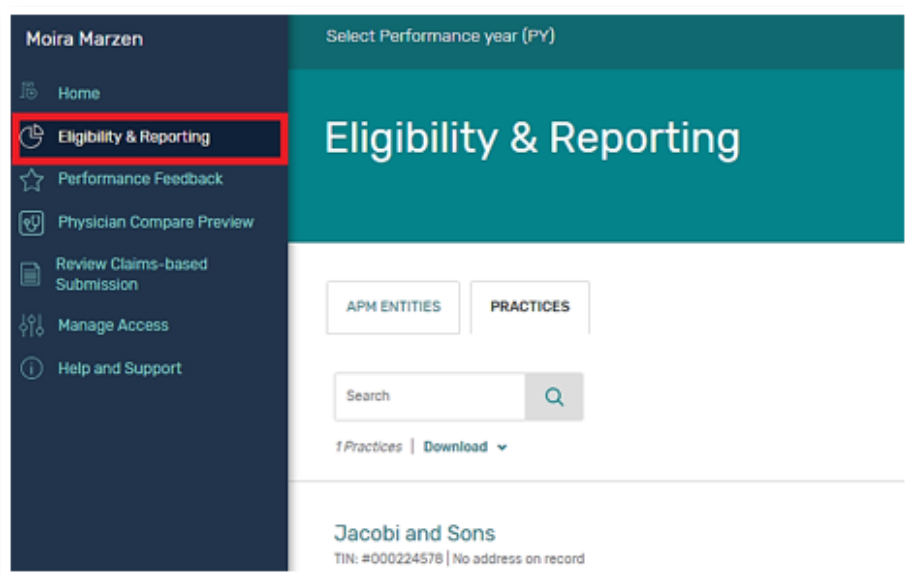 Moira Marzen
Home
Eligibility & Reporting
Performance Feedback
Physician Compare Preview
Review Claims-based
Submission
Manage Access
Help and Support
Select Performance year (PY)
Eligibility & Reporting
APM ENTITIES
PRACTICES
Search
1 Practices | Download
Jacobi and Sons
TIN: #000224578 | No address on record